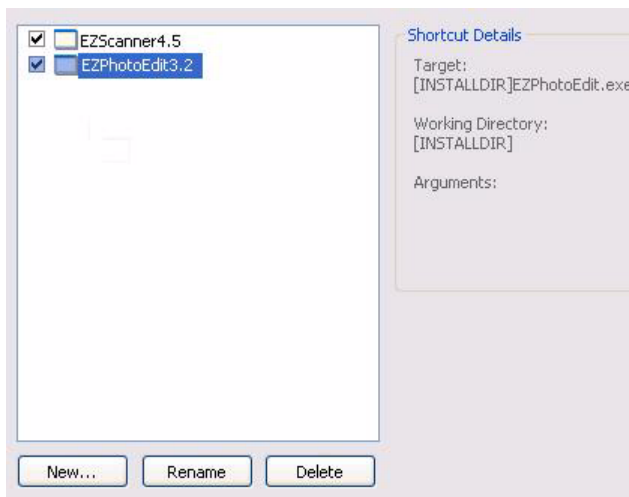 EZScanner4.5
EZPhotoEdit3.2
Shortcut Details
Target:
[INSTALLDIR]EZPhotoEdit.exe
Working Directory:
[INSTALLDIR]
Arguments:
New...
Rename
Delete